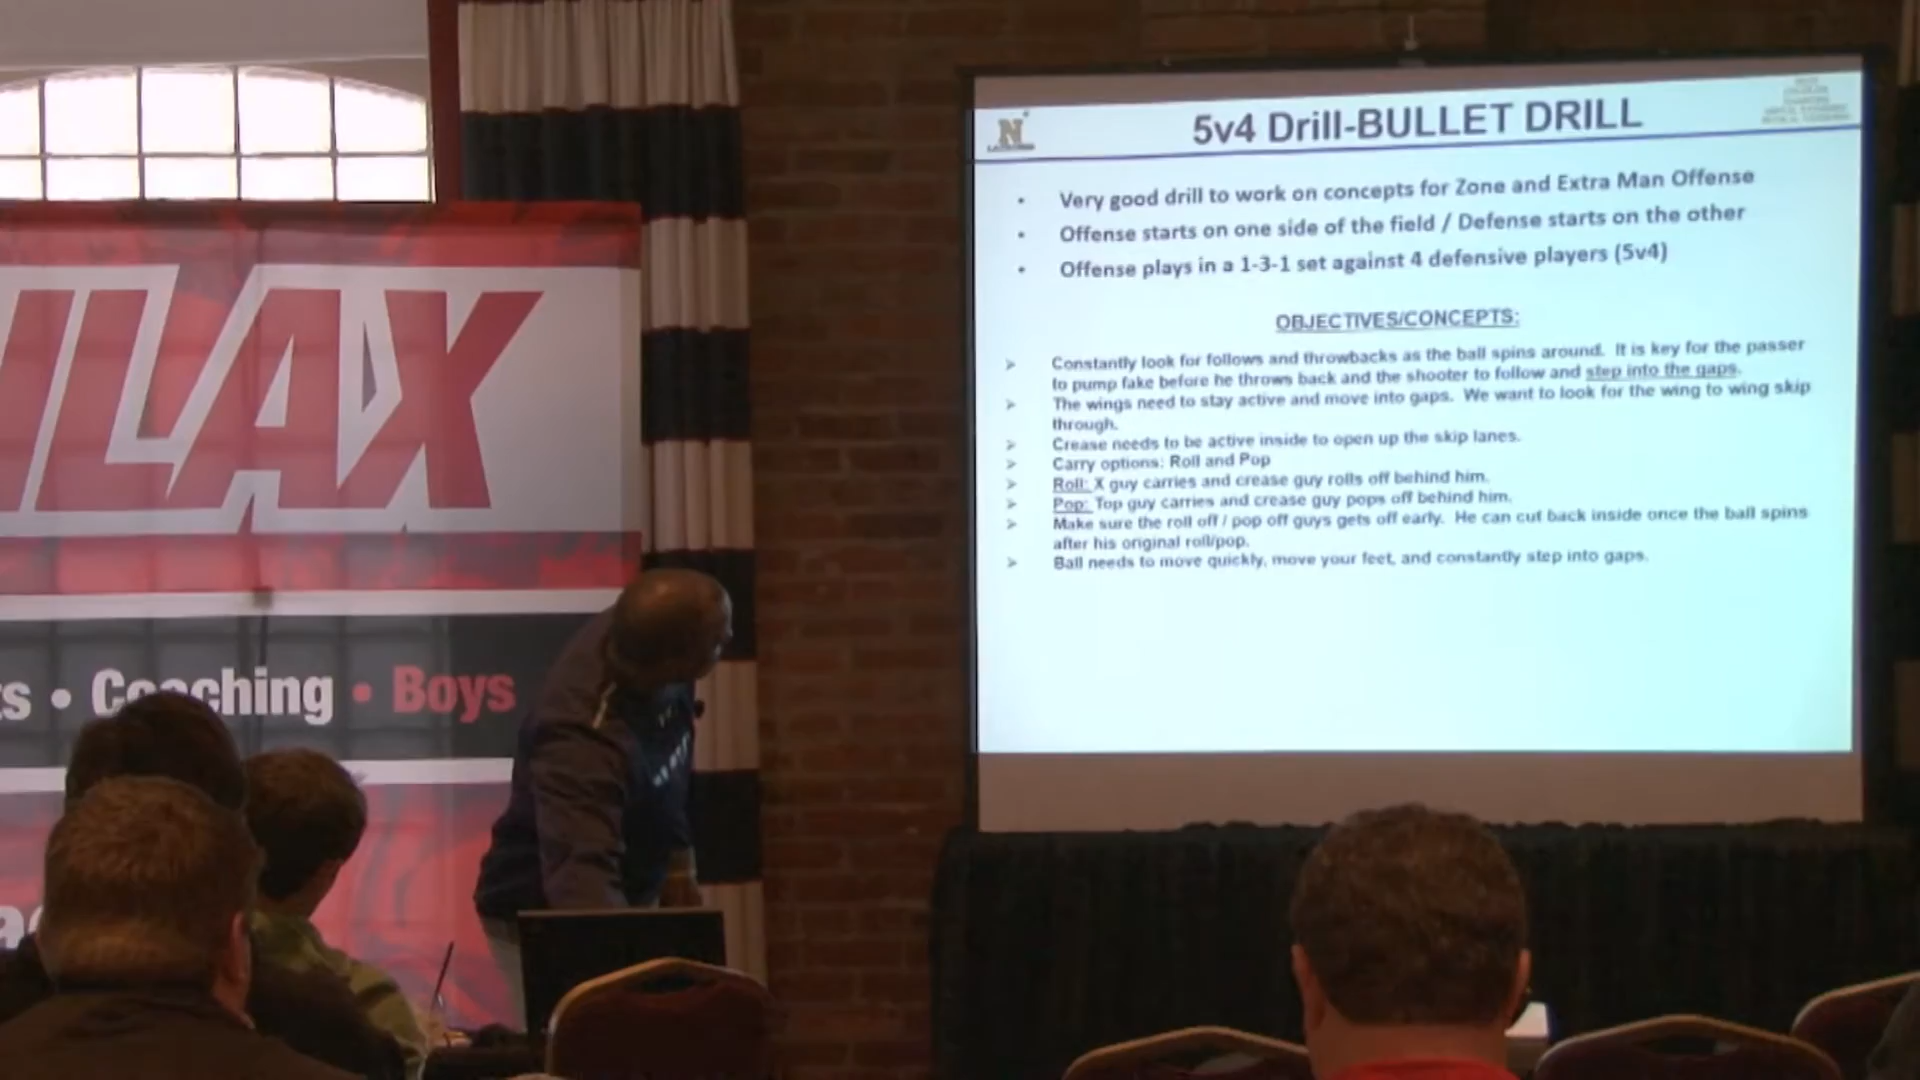 5v4 Drill-BULLET DRILL
N
• Very good drill to work on concepts for Zone and Extra Man Offense
• Offense starts on one side of the field / Defense starts on the other
• Offense plays in a 1-3-1 set against 4 defensive players (5v4)
OBJECTIVES/CONCEPTS:
➢ Constantly look for follows and throwbacks as the ball spins around. It is key for the passer
to pump fake before he throws back and the shooter to follow and step into the gaps.
➢ The wings need to stay active and move into gaps. We want to look for the wing to wing skip
through.
➢ Crease needs to be active inside to open up the skip lanes.
➢ Carry options: Roll and Pop
➢ Roll: X guy carries and crease guy rolls off behind him.
➢ Pop: Top guy carries and crease guy pops off behind him.
➢ Make sure the roll off / pop off guys gets off early. He can cut back inside once the ball spins
after his original roll/pop.
➢ Ball needs to move quickly, move your feet, and constantly step into gaps.
LAX
• Coaching • Boys